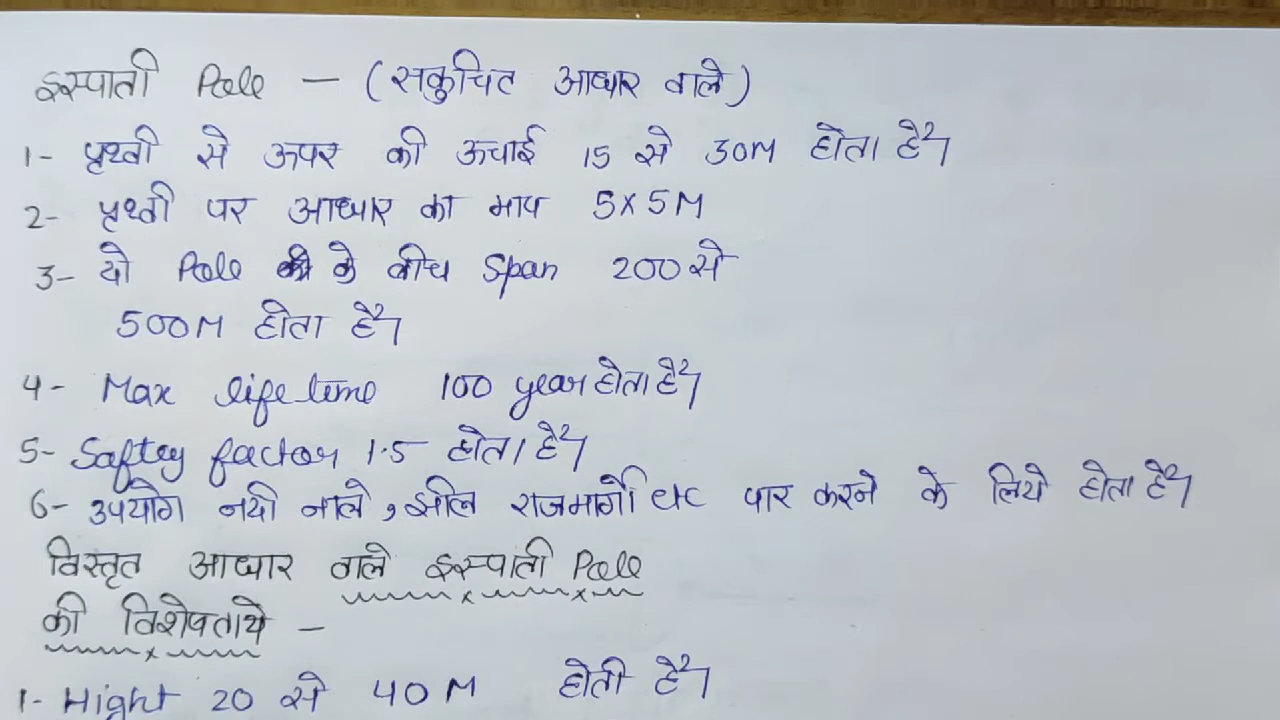 इस्पाती Pole – (सकुचित आधार वाले)
1- पृथ्वी से ऊपर की ऊचाई 15 से 30M होता है।
2- पृथ्वी पर आधार का माप 5x5M
3- दो Pole के बीच Span 200 से
500M होता है।
4- Max life time 100 year होता है।
5- Saftey factor 1.5 होता है।
6- उपयोग नदी नाले, झील राजमार्गो etc पार करने के लिये होता है।
विस्तृत आधार वाले इस्पाती Pole
की विशेषताये –
1- Hight 20 से 40M होती है।